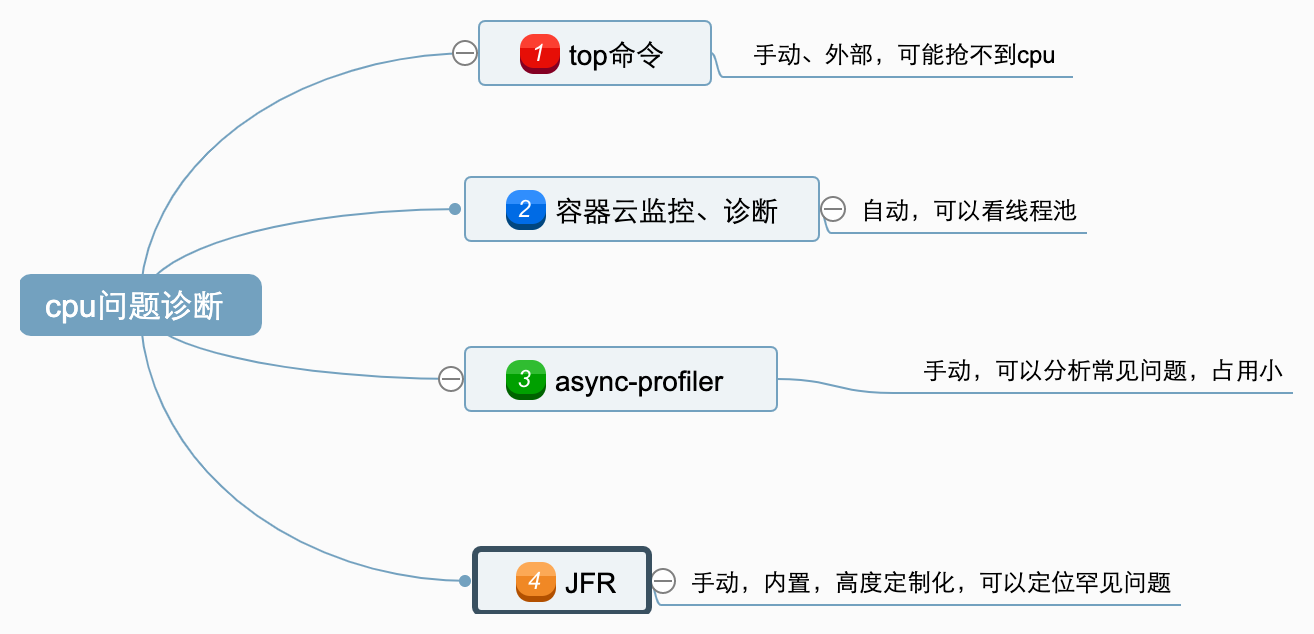 1 top命令
手动、外部，可能抢不到cpu
2 容器云监控、诊断
自动，可以看线程池
cpu问题诊断
3 async-profiler
手动，可以分析常见问题，占用小
4 JFR
手动，内置，高度定制化，可以定位罕见问题